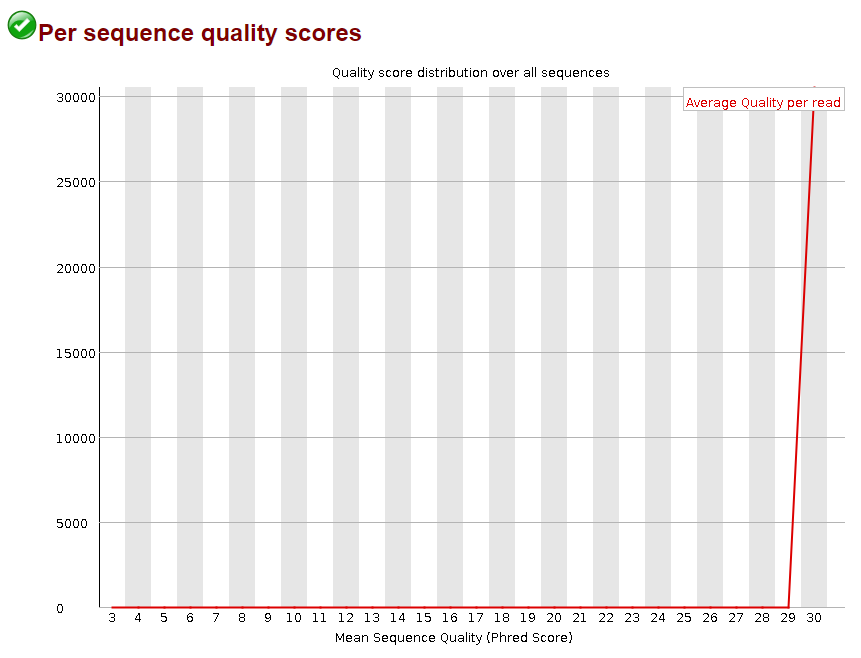 Per sequence quality scores
Quality score distribution over all sequences
Average Quality per read
30000
25000
20000
15000
10000
5000
0
3 4 5 6 7 8 9 10 11 12 13 14 15 16 17 18 19 20 21 22 23 24 25 26 27 28 29 30
Mean Sequence Quality (Phred Score)